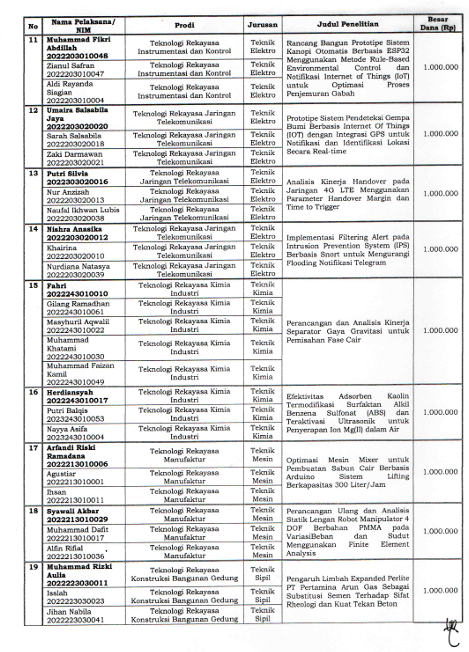 No Nama Pelaksana/ NIM Prodi Jurusan Judul Penelitian Besar Dana (Rp)
11 Muhammad Fikri Abdillah 2022203010048 Teknologi Rekayasa Instrumentasi dan Kontrol Teknik Elektro Rancang Bangun Prototipe Sistem Kanopi Otomatis Berbasis ESP32 Menggunakan Metode Rule-Based Environmental Control dan Notifikasi Internet of Things (IoT) untuk Optimasi Proses Penjemuran Gabah 1.000.000
Zianul Safran 2022203010047 Teknologi Rekayasa Instrumentasi dan Kontrol Teknik Elektro
Aldi Rayanda Siagian 2022203010004 Teknologi Rekayasa Instrumentasi dan Kontrol Teknik Elektro
12 Umaira Salsabila Jaya 2022203020020 Teknologi Rekayasa Jaringan Telekomunikasi Teknik Elektro Prototipe Sistem Pendeteksi Gempa Bumi Berbasis Internet Of Things (IOT) dengan Integrasi GPS untuk Notifikasi dan Identifikasi Lokasi Secara Real-time 1.000.000
Sarah Salsabila 2022203020018 Teknologi Rekayasa Jaringan Telekomunikasi Teknik Elektro
Zaki Darmawan 2022203020021 Teknologi Rekayasa Jaringan Telekomunikasi Teknik Elektro
13 Putri Silvia 2022303020016 Teknologi Rekayasa Jaringan Telekomunikasi Teknik Elektro Analisis Kinerja Handover pada Jaringan 4G LTE Menggunakan Parameter Handover Margin dan Time to Trigger 1.000.000
Nur Anzizah 2022203020013 Teknologi Rekayasa Jaringan Telekomunikasi Teknik Elektro
Naufal Ikhwan Lubis 2022203020038 Teknologi Rekayasa Jaringan Telekomunikasi Teknik Elektro
14 Nishra Anasika 2022203020012 Teknologi Rekayasa Jaringan Telekomunikasi Teknik Elektro Implementasi Filtering Alert pada Intrusion Prevention System (IPS) Berbasis Snort untuk Mengurangi Flooding Notifikasi Telegram 1.000.000
Khairina 2022203020010 Teknologi Rekayasa Jaringan Telekomunikasi Teknik Elektro
Nurdiana Natasya 2022203020039 Teknologi Rekayasa Jaringan Telekomunikasi Teknik Elektro
15 Fahri 2022243010010 Teknologi Rekayasa Kimia Industri Teknik Kimia Perancangan dan Analisis Kinerja Separator Gaya Gravitasi untuk Pemisahan Fase Cair 1.000.000
Gilang Ramadhan 2022243010061 Teknologi Rekayasa Kimia Industri Teknik Kimia
Masyhuril Aqwalil 2022243010022 Teknologi Rekayasa Kimia Industri Teknik Kimia
Muhammad Khatami 2022243010030 Teknologi Rekayasa Kimia Industri Teknik Kimia
Muhammad Faizan Kamil 2022243010049 Teknologi Rekayasa Kimia Industri Teknik Kimia
16 Herdiansyah 2022243010017 Teknologi Rekayasa Kimia Industri Teknik Kimia Efektivitas Adsorben Kaolin Termodifikasi Surfaktan Alkil Benzena Sulfonat (ABS) dan Teraktivasi Ultrasonik untuk Penyerapan Ion Mg(II) dalam Air 1.000.000
Putri Balqis 2023243010053 Teknologi Rekayasa Kimia Industri Teknik Kimia
Nayya Asifa 2023243010004 Teknologi Rekayasa Kimia Industri Teknik Kimia
17 Arfandi Riski Ramadana 2022213010006 Teknologi Rekayasa Manufaktur Teknik Mesin Optimasi Mesin Mixer untuk Pembuatan Sabun Cair Berbasis Arduino Sistem Lifting Berkapasitas 300 Liter/Jam 1.000.000
Agustiar 2022213010001 Teknologi Rekayasa Manufaktur Teknik Mesin
Ihsan 2022213010011 Teknologi Rekayasa Manufaktur Teknik Mesin
18 Syawali Akbar 2022213010029 Teknologi Rekayasa Manufaktur Teknik Mesin Perancangan Ulang dan Analisis Statik Lengan Robot Manipulator 4 DOF Berbahan PMMA pada VariasiBeban dan Sudut Menggunakan Finite Element Analysis 1.000.000
Muhammad Dafit 2022213010017 Teknologi Rekayasa Manufaktur Teknik Mesin
Alfin Rifial 2022213010036 Teknologi Rekayasa Manufaktur Teknik Mesin
19 Muhammad Rizki Aulia 2022223030011 Teknologi Rekayasa Konstruksi Bangunan Gedung Teknik Sipil Pengaruh Limbah Expanded Perlite PT Pertamina Arun Gas Sebagai Substitusi Semen Terhadap Sifat Rheologi dan Kuat Tekan Beton 1.000.000
Isslah 2022223030023 Teknologi Rekayasa Konstruksi Bangunan Gedung Teknik Sipil
Jihan Nabila 2022223030041 Teknologi Rekayasa Konstruksi Bangunan Gedung Teknik Sipil